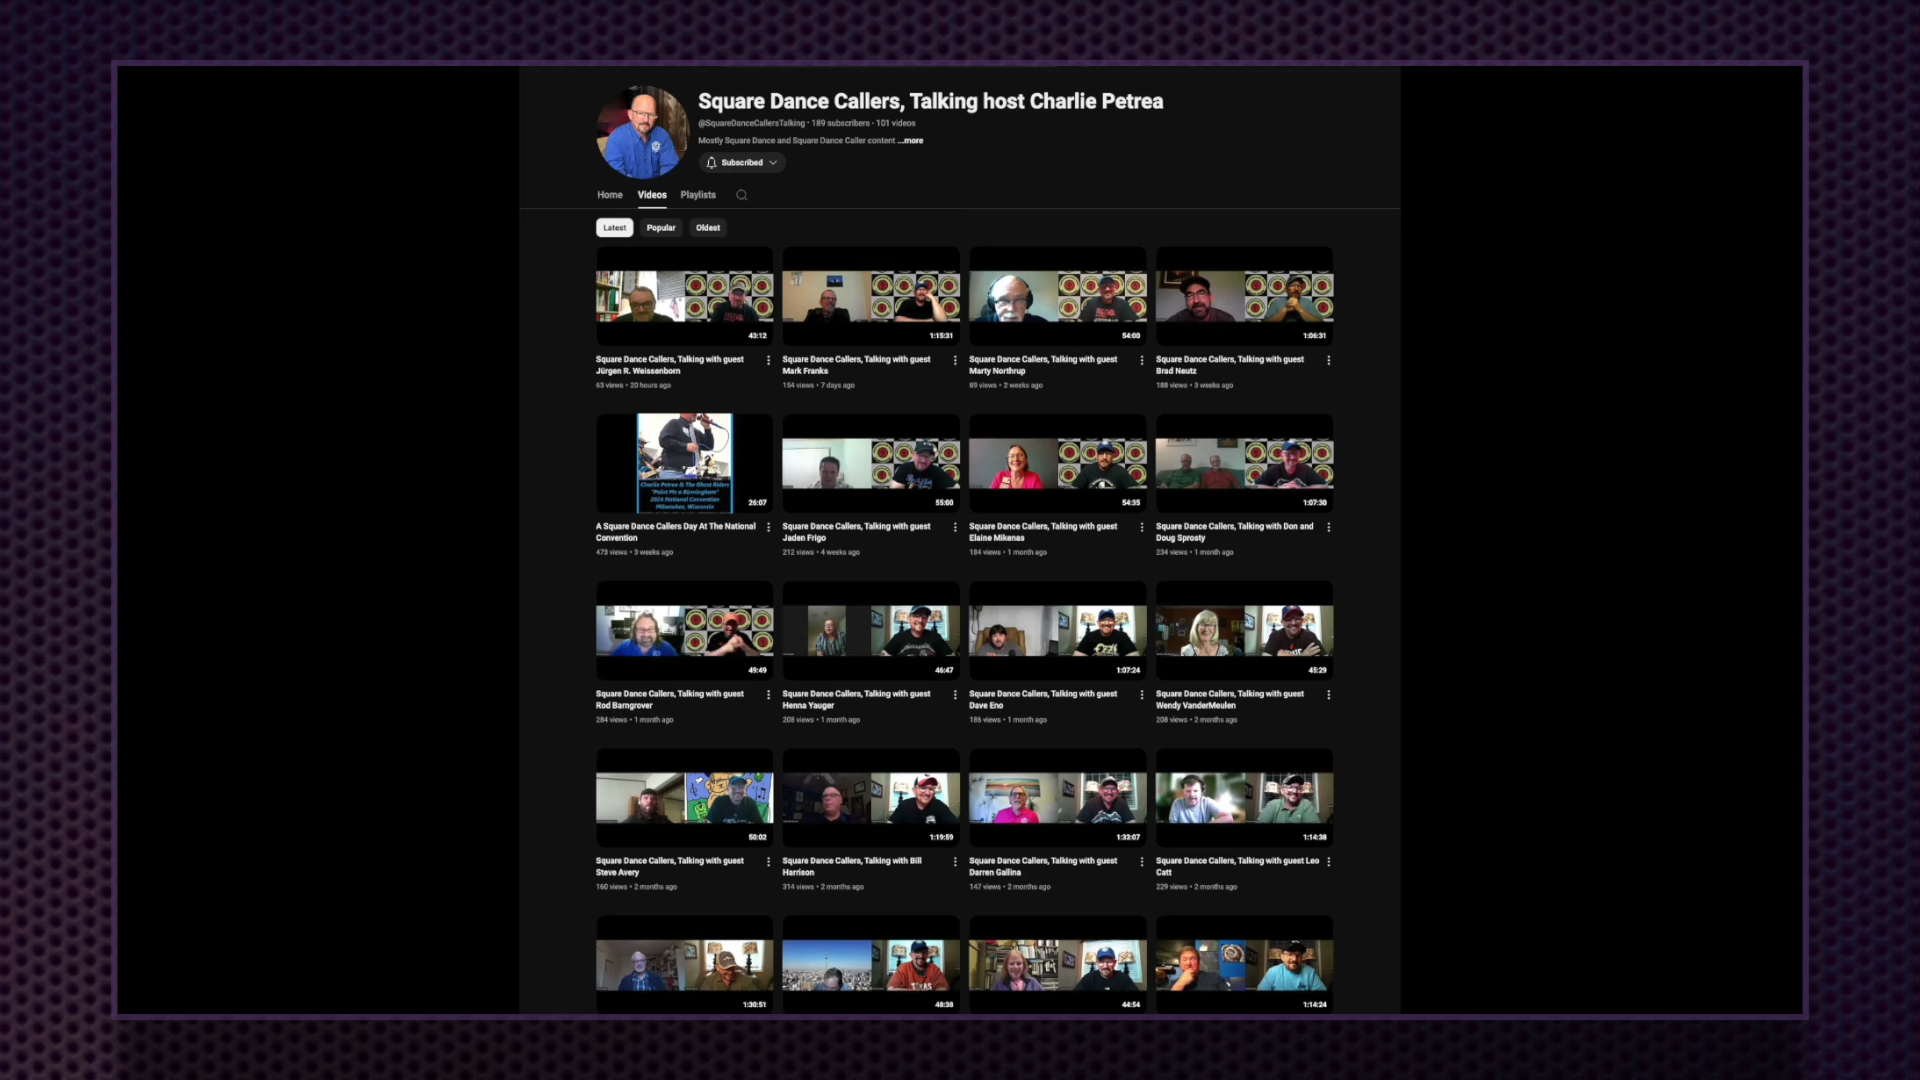 Square Dance Callers, Talking host Charlie Petrea
@SquareDanceCallersTalking · 189 subscribers · 101 videos
Mostly Square Dance and Square Dance Caller content ...more
Subscribed
Home Videos Playlists
Latest Popular Oldest
43:12 1:15:31 54:00 1:06:31
Square Dance Callers, Talking with guest
Jürgen R. Weissenborn
63 views • 20 hours ago
Square Dance Callers, Talking with guest
Mark Franks
154 views • 7 days ago
Square Dance Callers, Talking with guest
Marty Northrup
89 views • 2 weeks ago
Square Dance Callers, Talking with guest
Brad Neutz
188 views • 3 weeks ago
Charlie Petrea & The Ghost Riders
"Paint Me a Birmingham"
2024 National Convention
Milwaukee, Wisconsin
26:07 55:00 54:35 1:07:30
A Square Dance Callers Day At The National
Convention
473 views • 3 weeks ago
Square Dance Callers, Talking with guest
Jaden Frigo
212 views • 4 weeks ago
Square Dance Callers, Talking with guest
Elaine Mikenas
184 views • 1 month ago
Square Dance Callers, Talking with Don and
Doug Sprosty
234 views • 1 month ago
OZZ
49:49 46:47 1:07:24 45:29
Square Dance Callers, Talking with guest
Rod Barngrover
284 views • 1 month ago
Square Dance Callers, Talking with guest
Henna Yauger
208 views • 1 month ago
Square Dance Callers, Talking with guest
Dave Eno
186 views • 1 month ago
Square Dance Callers, Talking with guest
Wendy VanderMeulen
208 views • 2 months ago
50:02 1:19:59 1:33:07 1:14:38
Square Dance Callers, Talking with guest
Steve Avery
160 views • 2 months ago
Square Dance Callers, Talking with Bill
Harrison
314 views • 2 months ago
Square Dance Callers, Talking with guest
Darren Gallina
147 views • 2 months ago
Square Dance Callers, Talking with guest Leo
Catt
229 views • 2 months ago
TEXAS
1:30:51 48:38 44:54 1:14:24